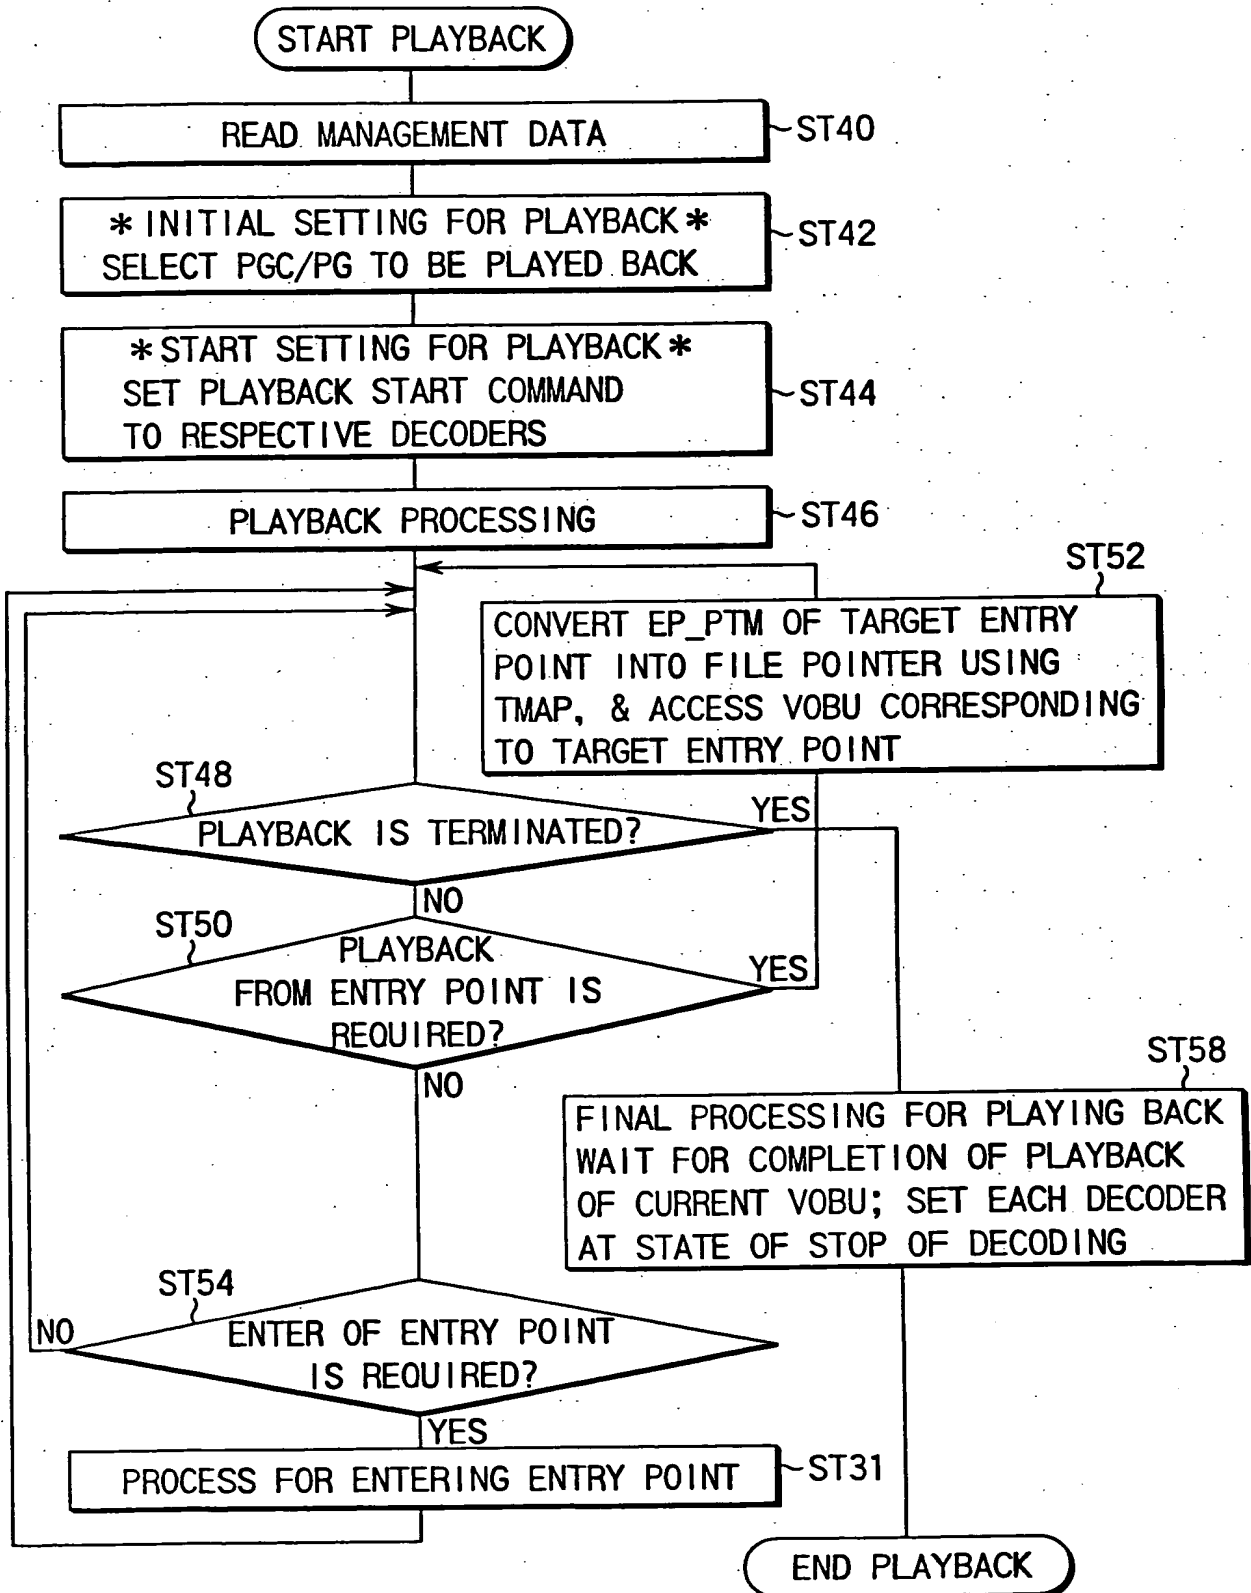 START PLAYBACK
READ MANAGEMENT DATA
ST40
* INITIAL SETTING FOR PLAYBACK *
SELECT PGC/PG TO BE PLAYED BACK
ST42
* START SETTING FOR PLAYBACK *
SET PLAYBACK START COMMAND
TO RESPECTIVE DECODERS
ST44
PLAYBACK PROCESSING
ST46
ST52
CONVERT EP_PTM OF TARGET ENTRY
POINT INTO FILE POINTER USING
TMAP, & ACCESS VOBU CORRESPONDING
TO TARGET ENTRY POINT
ST48
PLAYBACK IS TERMINATED?
YES
NO
ST50
PLAYBACK
FROM ENTRY POINT IS
REQUIRED?
YES
NO
ST58
FINAL PROCESSING FOR PLAYING BACK
WAIT FOR COMPLETION OF PLAYBACK
OF CURRENT VOBU; SET EACH DECODER
AT STATE OF STOP OF DECODING
ST54
NO
ENTER OF ENTRY POINT
IS REQUIRED?
YES
PROCESS FOR ENTERING ENTRY POINT
ST31
END PLAYBACK